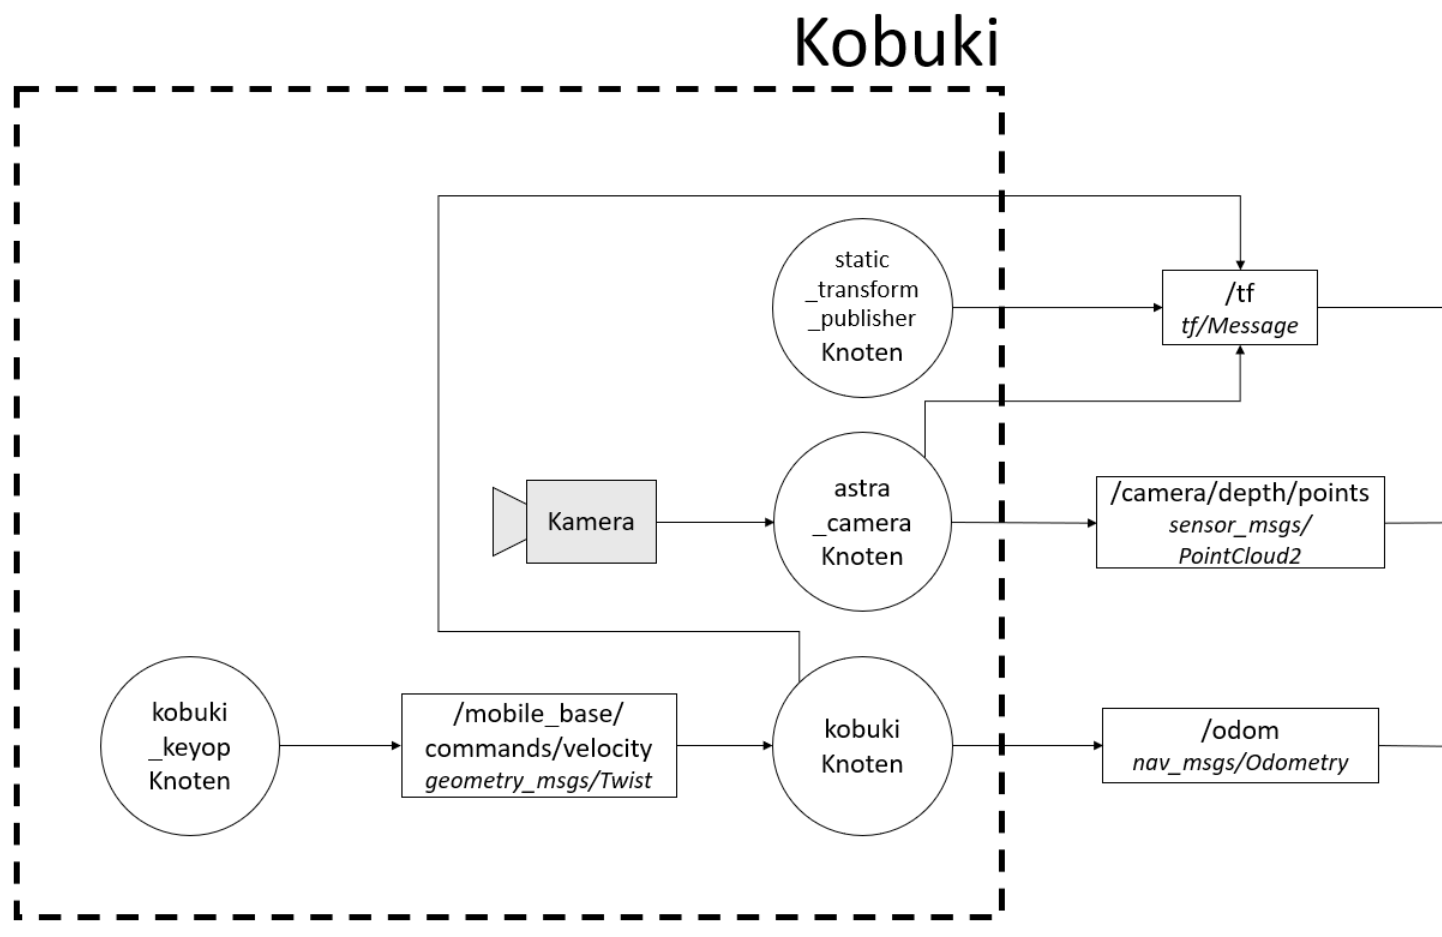 Kobuki
static
_transform
_publisher
Knoten
/tf
tf/Message
Kamera
astra
_camera
Knoten
/camera/depth/points
sensor_msgs/
PointCloud2
kobuki
_keyop
Knoten
/mobile_base/
commands/velocity
geometry_msgs/Twist
kobuki
Knoten
/odom
nav_msgs/Odometry